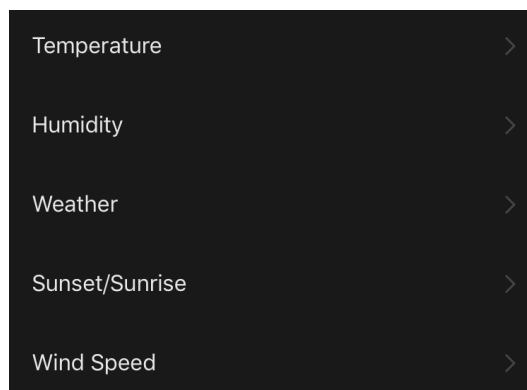 Temperature
Humidity
Weather
Sunset/Sunrise
Wind Speed